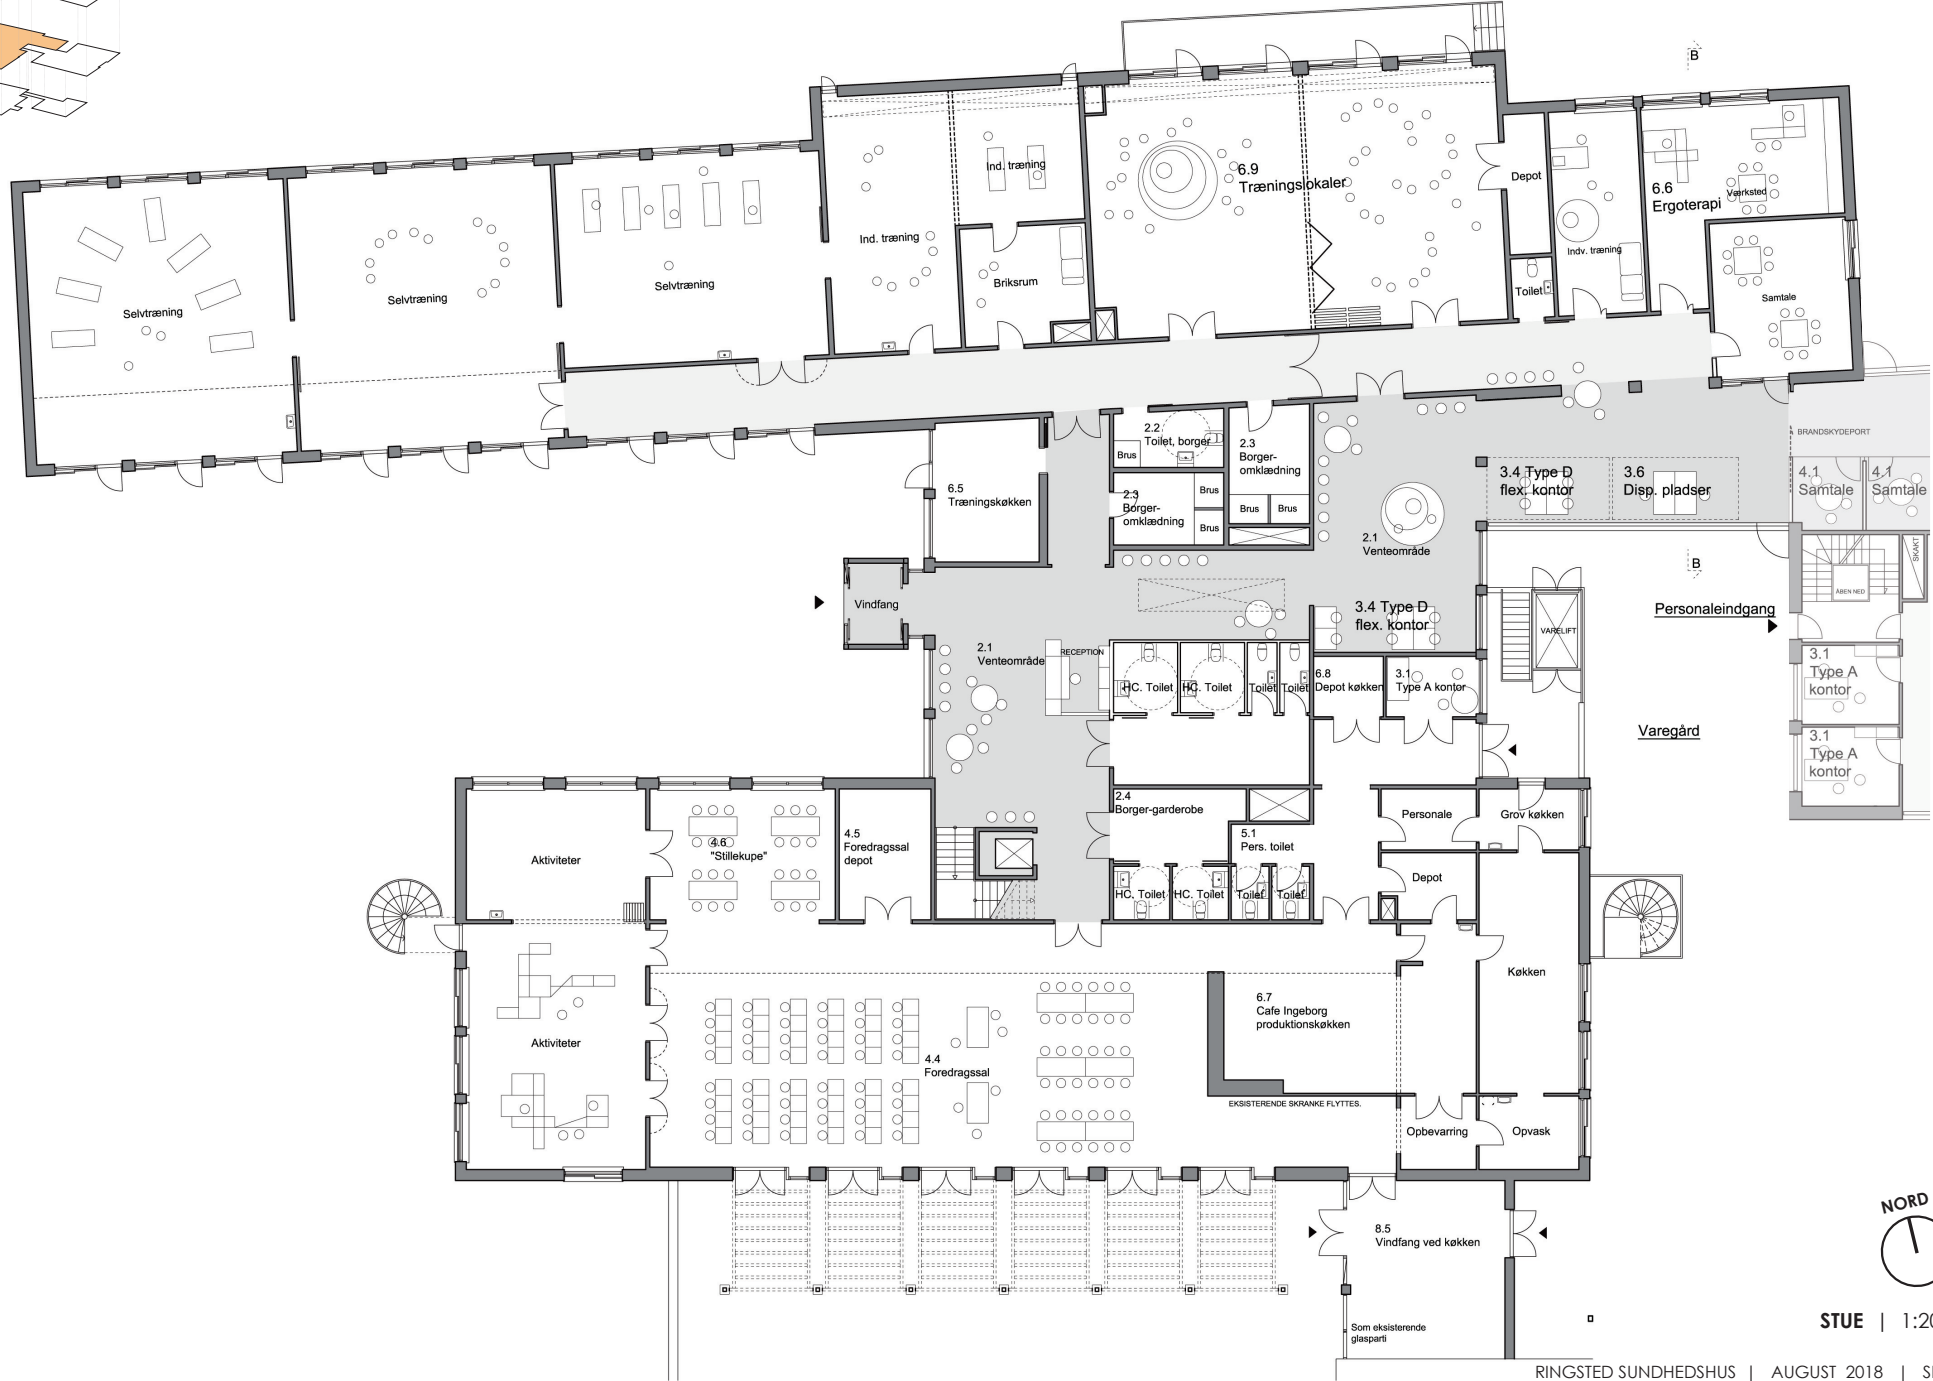 B
Ind. træning
6.9
Træningslokaler
Depot
6.6
Ergoterapi
Værksted
Selvtræning
Selvtræning
Selvtræning
Ind. træning
Briksrum
Toilet
Indv. træning
Samtale
BRANDSKYDEPORT
2.2
Toilet, borger
Brus
2.3
Borger-
omklædning
Brus
Brus
6.5
Træningskøkken
2.3
Borger-
omklædning
Brus
Brus
3.4 Type D
flex. kontor
3.6
Disp. pladser
4.1
Samtale
4.1
Samtale
2.1
Venteområde
SKAKT
ÅBEN NED
B
Vindfang
3.4 Type D
flex. kontor
VARELIFT
Personaleindgang
2.1
Venteområde
RECEPTION
HC. Toilet
HC. Toilet
Toilet
Toilet
6.8
Depot køkken
3.1
Type A kontor
3.1
Type A
kontor
Varegård
3.1
Type A
kontor
2.4
Borger-garderobe
5.1
Pers. toilet
Personale
Grov køkken
Aktiviteter
4.6
"Stillekupe"
4.5
Foredragssal
depot
HC. Toilet
HC. Toilet
Toilet
Toilet
Depot
Køkken
6.7
Cafe Ingeborg
produktionskøkken
Aktiviteter
4.4
Foredragssal
EKSISTERENDE SKRANKE FLYTTES.
Opbevarring
Opvask
8.5
Vindfang ved køkken
Som eksisterende
glasparti
NORD
STUE | 1:20
RINGSTED SUNDHEDSHUS | AUGUST 2018 |